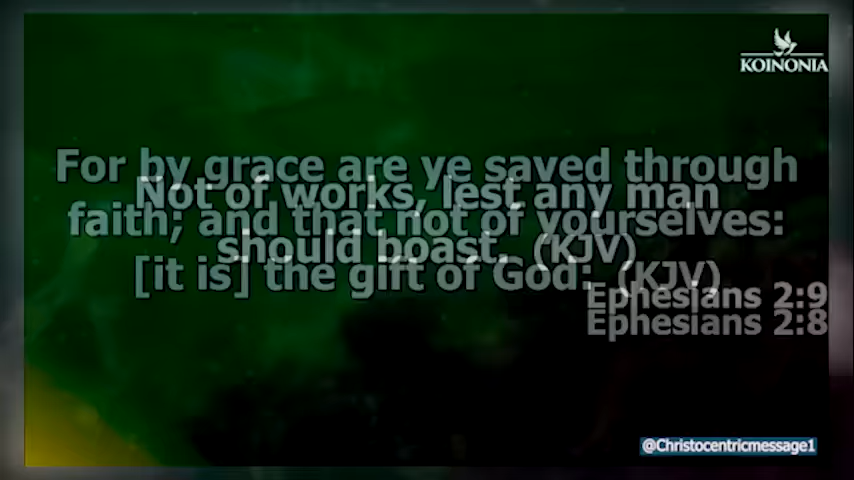 KOINONIA
For by grace are ye saved through
faith; and that not of yourselves:
[it is] the gift of God: (KJV)
Ephesians 2:8
Not of works, lest any man
should boast. (KJV)
Ephesians 2:9
@Christocentricmessage1